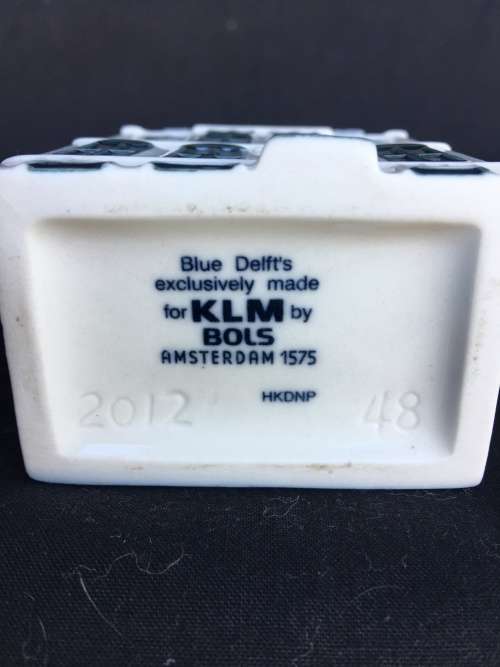 Blue Delft's
exclusively made
for KLM by
BOLS
AMSTERDAM 1575
HKDNP
2012 48